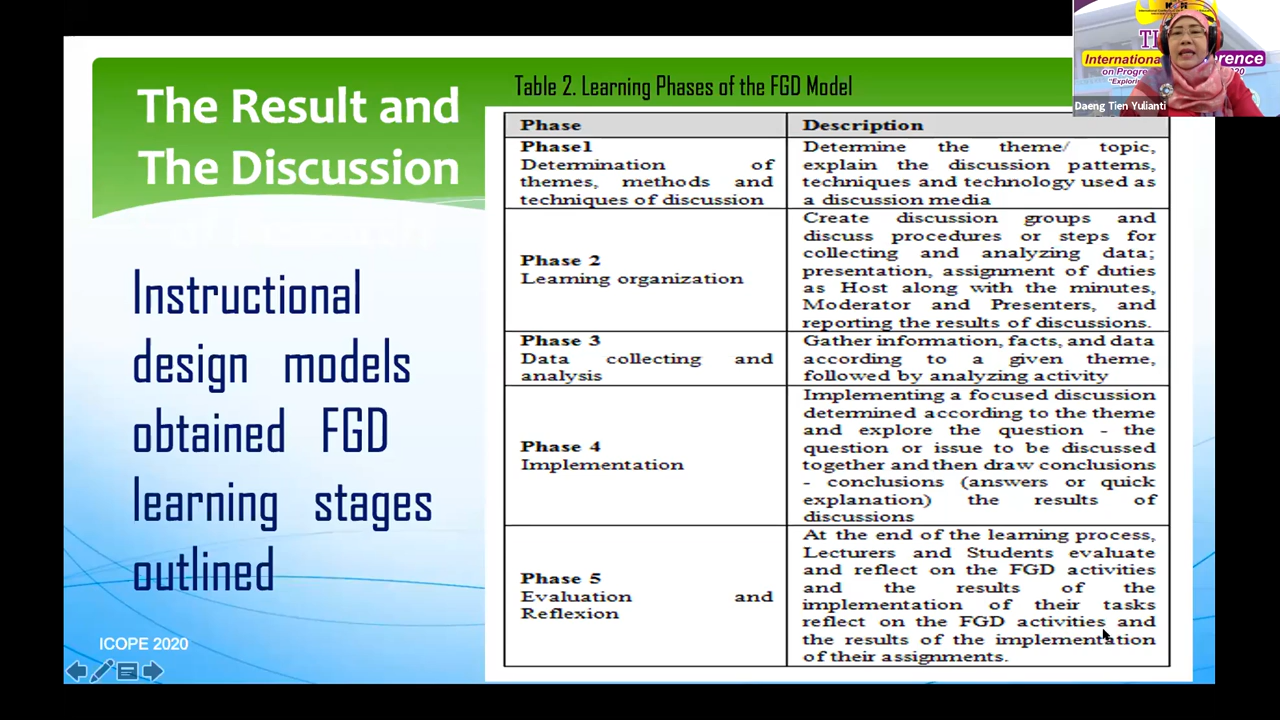 The Result and
The Discussion
Instructional
design models
obtained FGD
learning stages
outlined
ICOPE 2020
Table 2. Learning Phases of the FGD Model
Phase
Description
Phase1
Determination of
themes, methods and
techniques of discussion
Determine the theme/ topic,
explain the discussion patterns,
techniques and technology used as
a discussion media
Phase 2
Learning organization
Create discussion groups and
discuss procedures or steps for
collecting and analyzing data;
presentation, assignment of duties
as Host along with the minutes,
Moderator and Presenters, and
reporting the results of discussions.
Phase 3
Data collecting and
analysis
Gather information, facts, and data
according to a given theme,
followed by analyzing activity
Phase 4
Implementation
Implementing a focused discussion
determined according to the theme
and explore the question - the
question or issue to be discussed
together and then draw conclusions
- conclusions (answers or quick
explanation) the results of
discussions
Phase 5
Evaluation and
Reflexion
At the end of the learning process,
Lecturers and Students evaluate
and reflect on the FGD activities
and the results of the
implementation of their tasks
reflect on the FGD activities and
the results of the implementation
of their assignments.
International
on Progre
Daeng Tien Yulianti